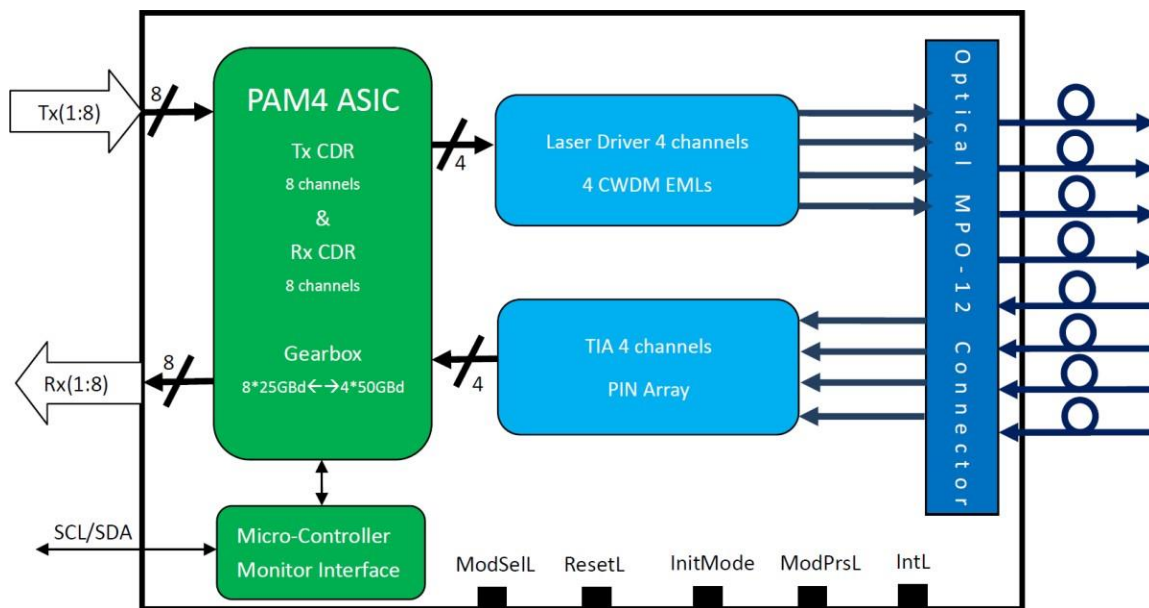 Tx(1:8)
8
PAM4 ASIC
Tx CDR
8 channels
&
Rx CDR
8 channels
Gearbox
8*25GBd←→4*50GBd
4
Laser Driver 4 channels
4 CWDM EMLs
Optical MPO-12 Connector
TIA 4 channels
PIN Array
4
8
Rx(1:8)
SCL/SDA
Micro-Controller
Monitor Interface
ModSelL
ResetL
InitMode
ModPrsL
IntL